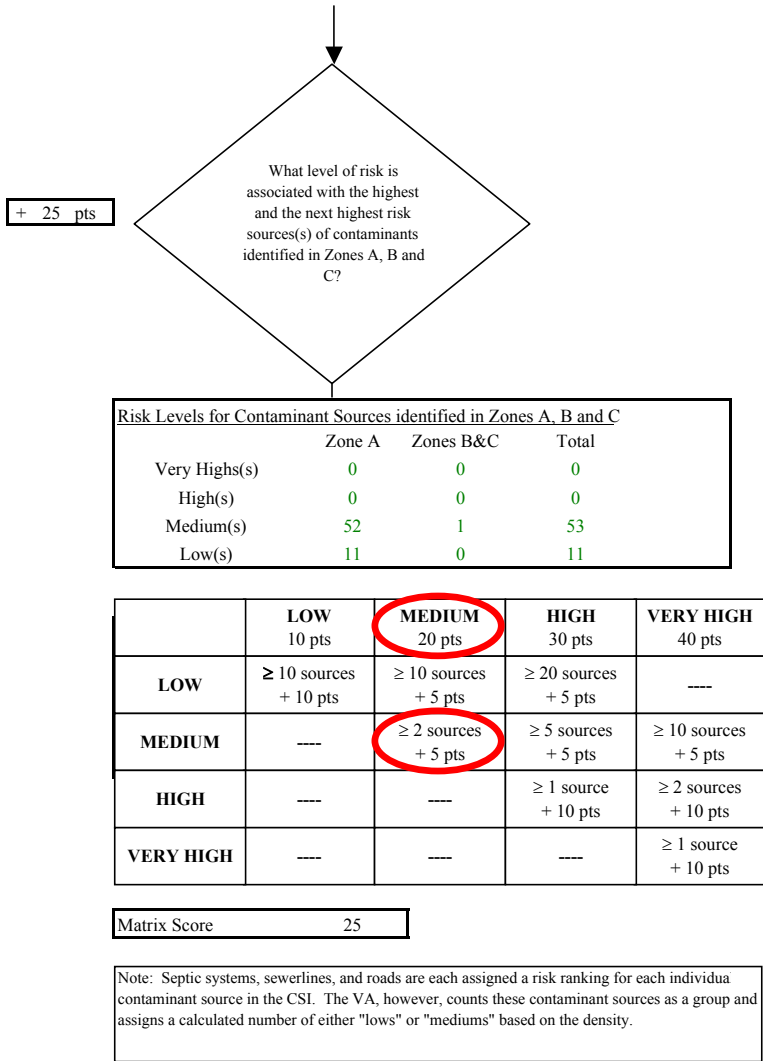 What level of risk is
associated with the highest
and the next highest risk
sources(s) of contaminants
identified in Zones A, B and
C?
+ 25 pts
Risk Levels for Contaminant Sources identified in Zones A, B and C
Zone A Zones B&C Total
Very Highs(s) 0 0 0
High(s) 0 0 0
Medium(s) 52 1 53
Low(s) 11 0 11
LOW MEDIUM HIGH VERY HIGH
10 pts 20 pts 30 pts 40 pts
LOW ≥ 10 sources + 10 pts ≥ 10 sources + 5 pts ≥ 20 sources + 5 pts ----
MEDIUM ---- ≥ 2 sources + 5 pts ≥ 5 sources + 5 pts ≥ 10 sources + 5 pts
HIGH ---- ---- ≥ 1 source + 10 pts ≥ 2 sources + 10 pts
VERY HIGH ---- ---- ---- ≥ 1 source + 10 pts
Matrix Score 25
Note: Septic systems, sewerlines, and roads are each assigned a risk ranking for each individua
contaminant source in the CSI. The VA, however, counts these contaminant sources as a group and
assigns a calculated number of either "lows" or "mediums" based on the density.